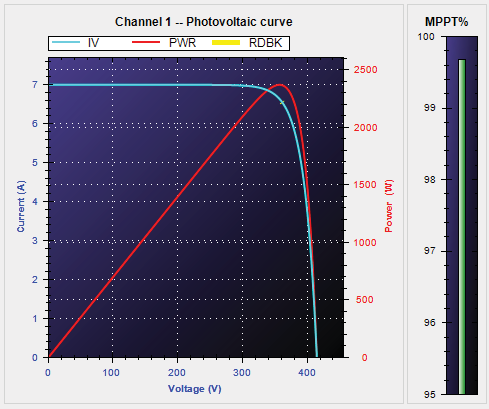 Channel 1 -- Photovoltaic curve
IV PWR RDBK
7
6
5
4
3
2
1
0
Current (A)
2500
2000
1500
1000
500
0
Power (W)
0 100 200 300 400
Voltage (V)
MPPT%
100
99
98
97
96
95